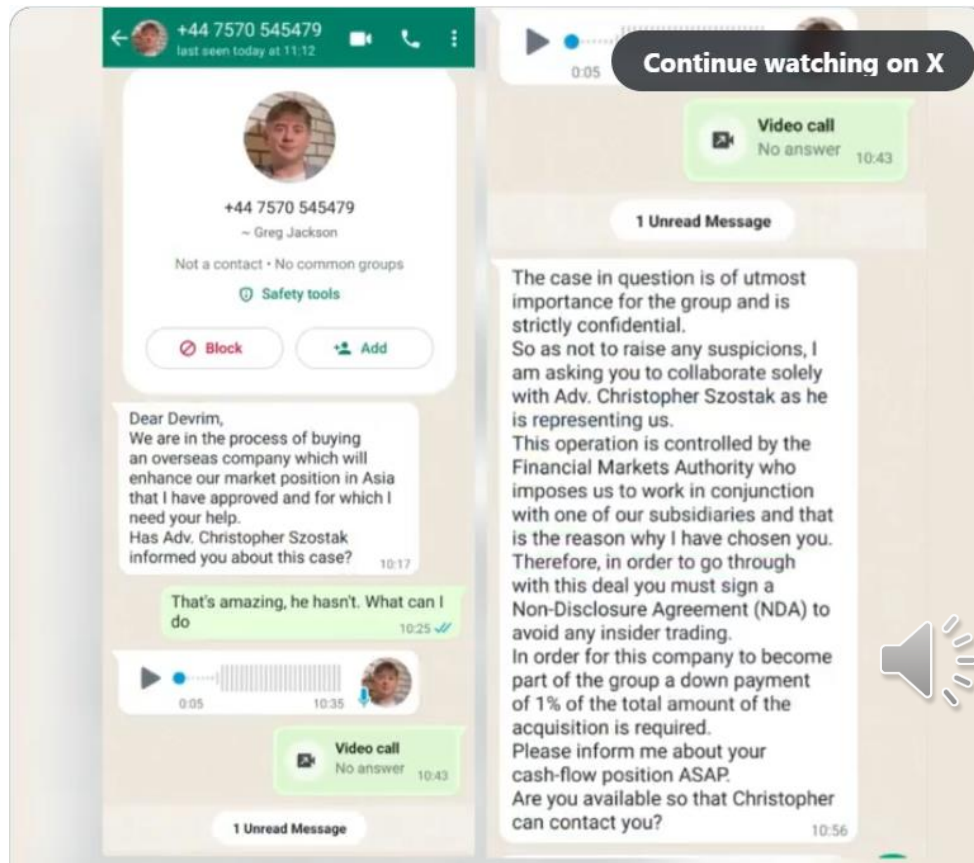 +44 7570 545479
last seen today at 11:12
+44 7570 545479
~ Greg Jackson
Not a contact • No common groups
Safety tools
Block
Add
Dear Devrim,
We are in the process of buying
an overseas company which will
enhance our market position in Asia
that I have approved and for which I
need your help.
Has Adv. Christopher Szostak
informed you about this case?
10:17
That's amazing, he hasn't. What can I
do
10:25
0:05
10:35
Video call
No answer
10:43
1 Unread Message
0:05
Continue watching on X
Video call
No answer
10:43
1 Unread Message
The case in question is of utmost
importance for the group and is
strictly confidential.
So as not to raise any suspicions, I
am asking you to collaborate solely
with Adv. Christopher Szostak as he
is representing us.
This operation is controlled by the
Financial Markets Authority who
imposes us to work in conjunction
with one of our subsidiaries and that
is the reason why I have chosen you.
Therefore, in order to go through
with this deal you must sign a
Non-Disclosure Agreement (NDA) to
avoid any insider trading.
In order for this company to become
part of the group a down payment
of 1% of the total amount of the
acquisition is required.
Please inform me about your
cash-flow position ASAP.
Are you available so that Christopher
can contact you?
10:56